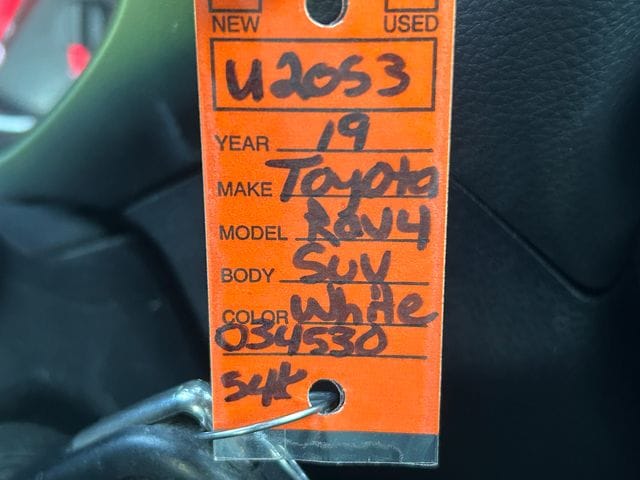 NEW USED
U2053
YEAR 19
MAKE Toyota
MODEL RAV4
BODY SUV
COLOR White
034530
54k